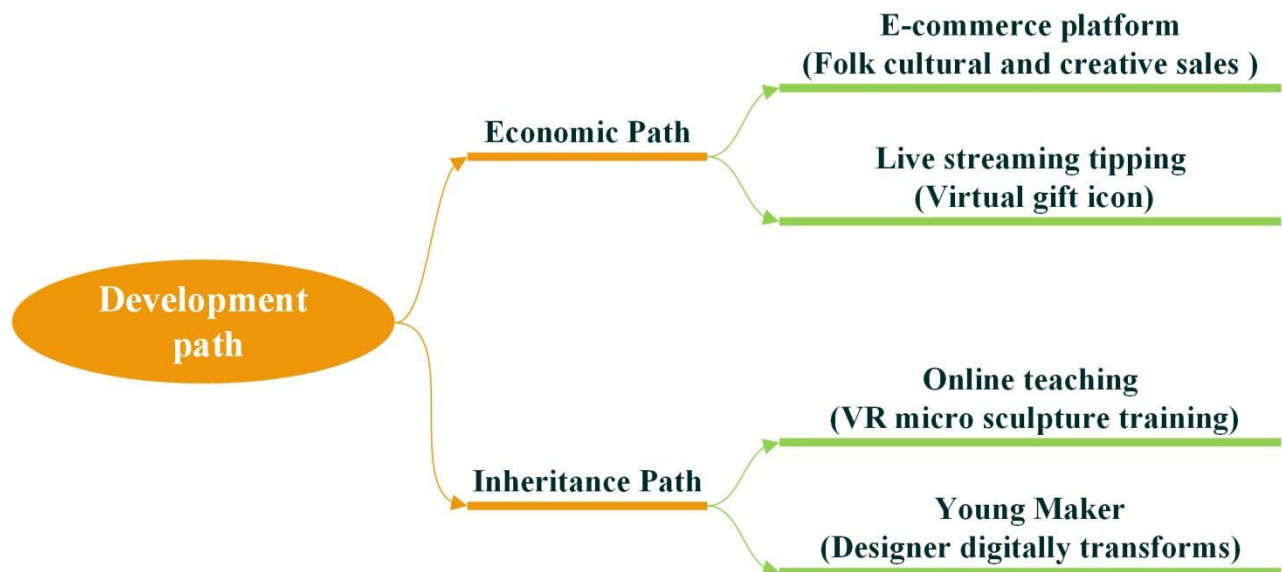 E-commerce platform
(Folk cultural and creative sales )
Economic Path
Live streaming tipping
(Virtual gift icon)
Development
path
Online teaching
(VR micro sculpture training)
Inheritance Path
Young Maker
(Designer digitally transforms)